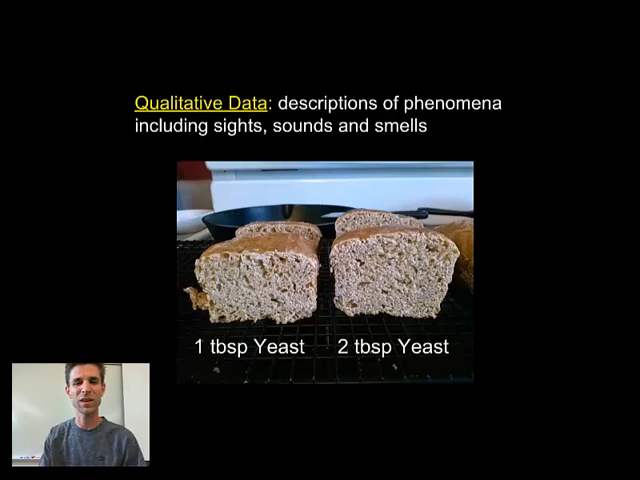 Qualitative Data: descriptions of phenomena
including sights, sounds and smells
1 tbsp Yeast
2 tbsp Yeast